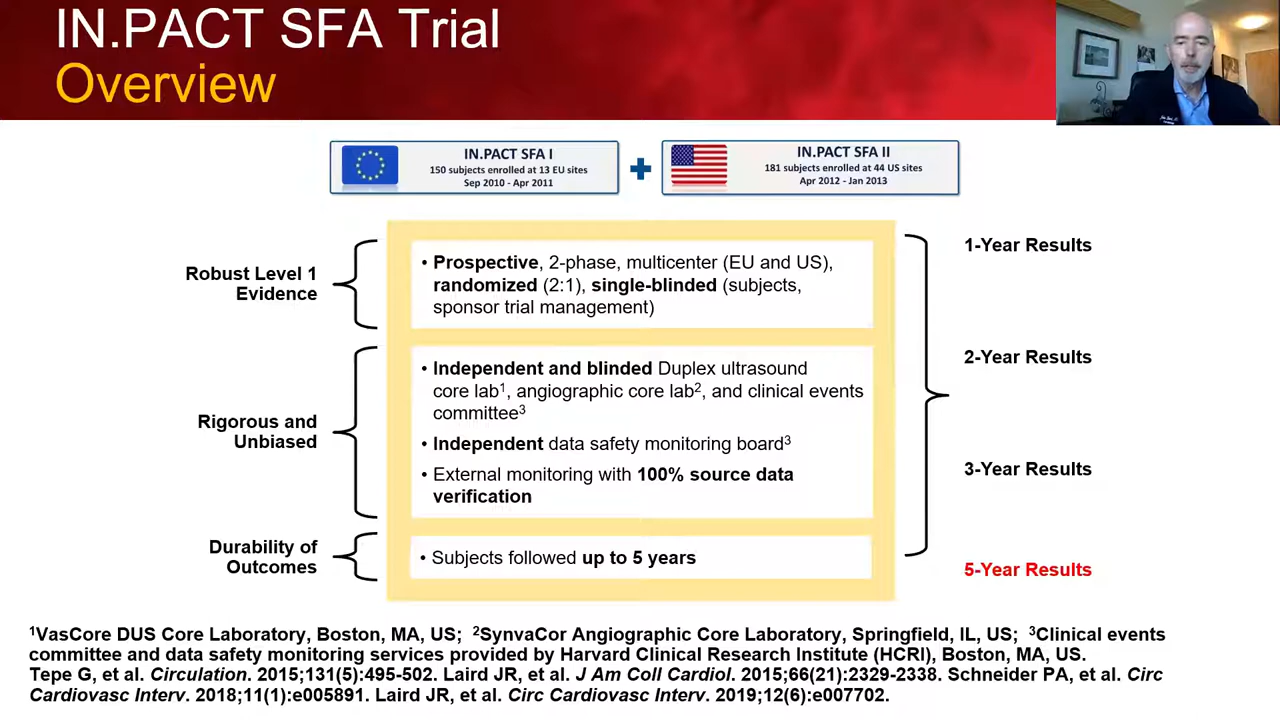 IN.PACT SFA Trial
Overview
IN.PACT SFA I
150 subjects enrolled at 13 EU sites
Sep 2010 - Apr 2011
IN.PACT SFA II
181 subjects enrolled at 44 US sites
Apr 2012 - Jan 2013
Robust Level 1
Evidence
• Prospective, 2-phase, multicenter (EU and US),
randomized (2:1), single-blinded (subjects,
sponsor trial management)
Rigorous and
Unbiased
• Independent and blinded Duplex ultrasound
core lab¹, angiographic core lab², and clinical events
committee³
• Independent data safety monitoring board³
• External monitoring with 100% source data
verification
Durability of
Outcomes
• Subjects followed up to 5 years
1-Year Results
2-Year Results
3-Year Results
5-Year Results
¹VasCore DUS Core Laboratory, Boston, MA, US; ²SynvaCor Angiographic Core Laboratory, Springfield, IL, US; ³Clinical events
committee and data safety monitoring services provided by Harvard Clinical Research Institute (HCRI), Boston, MA, US.
Tepe G, et al. Circulation. 2015;131(5):495-502. Laird JR, et al. J Am Coll Cardiol. 2015;66(21):2329-2338. Schneider PA, et al. Circ
Cardiovasc Interv. 2018;11(1):e005891. Laird JR, et al. Circ Cardiovasc Interv. 2019;12(6):e007702.